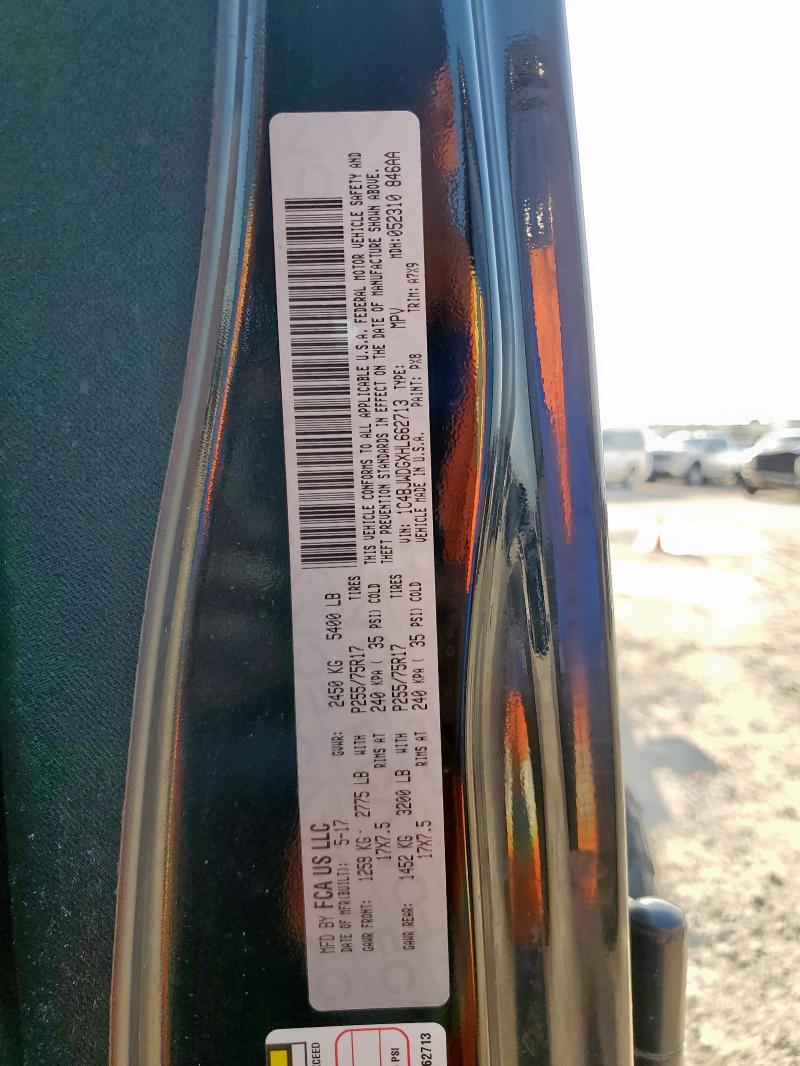 MFD BY FCA US LLC
DATE OF MFR(BUILT): 5-17 GVWR: 2450 KG 5400 LB
GAWR FRONT: 1259 KG 2775 LB WITH P255/75R17 TIRES
17X7.5 RIMS AT 240 KPA ( 35 PSI) COLD
GAWR REAR: 1452 KG 3200 LB WITH P255/75R17 TIRES
17X7.5 RIMS AT 240 KPA ( 35 PSI) COLD
THIS VEHICLE CONFORMS TO ALL APPLICABLE U.S.A. FEDERAL MOTOR VEHICLE SAFETY AND
THEFT PREVENTION STANDARDS IN EFFECT ON THE DATE OF MANUFACTURE SHOWN ABOVE.
VIN: 1C4BJWDGXHL662713 TYPE: MPV MDH:052310 846AA
VEHICLE MADE IN U.S.A. PAINT: PX8 TRIM: A7X9
XCEED
PSI
62713